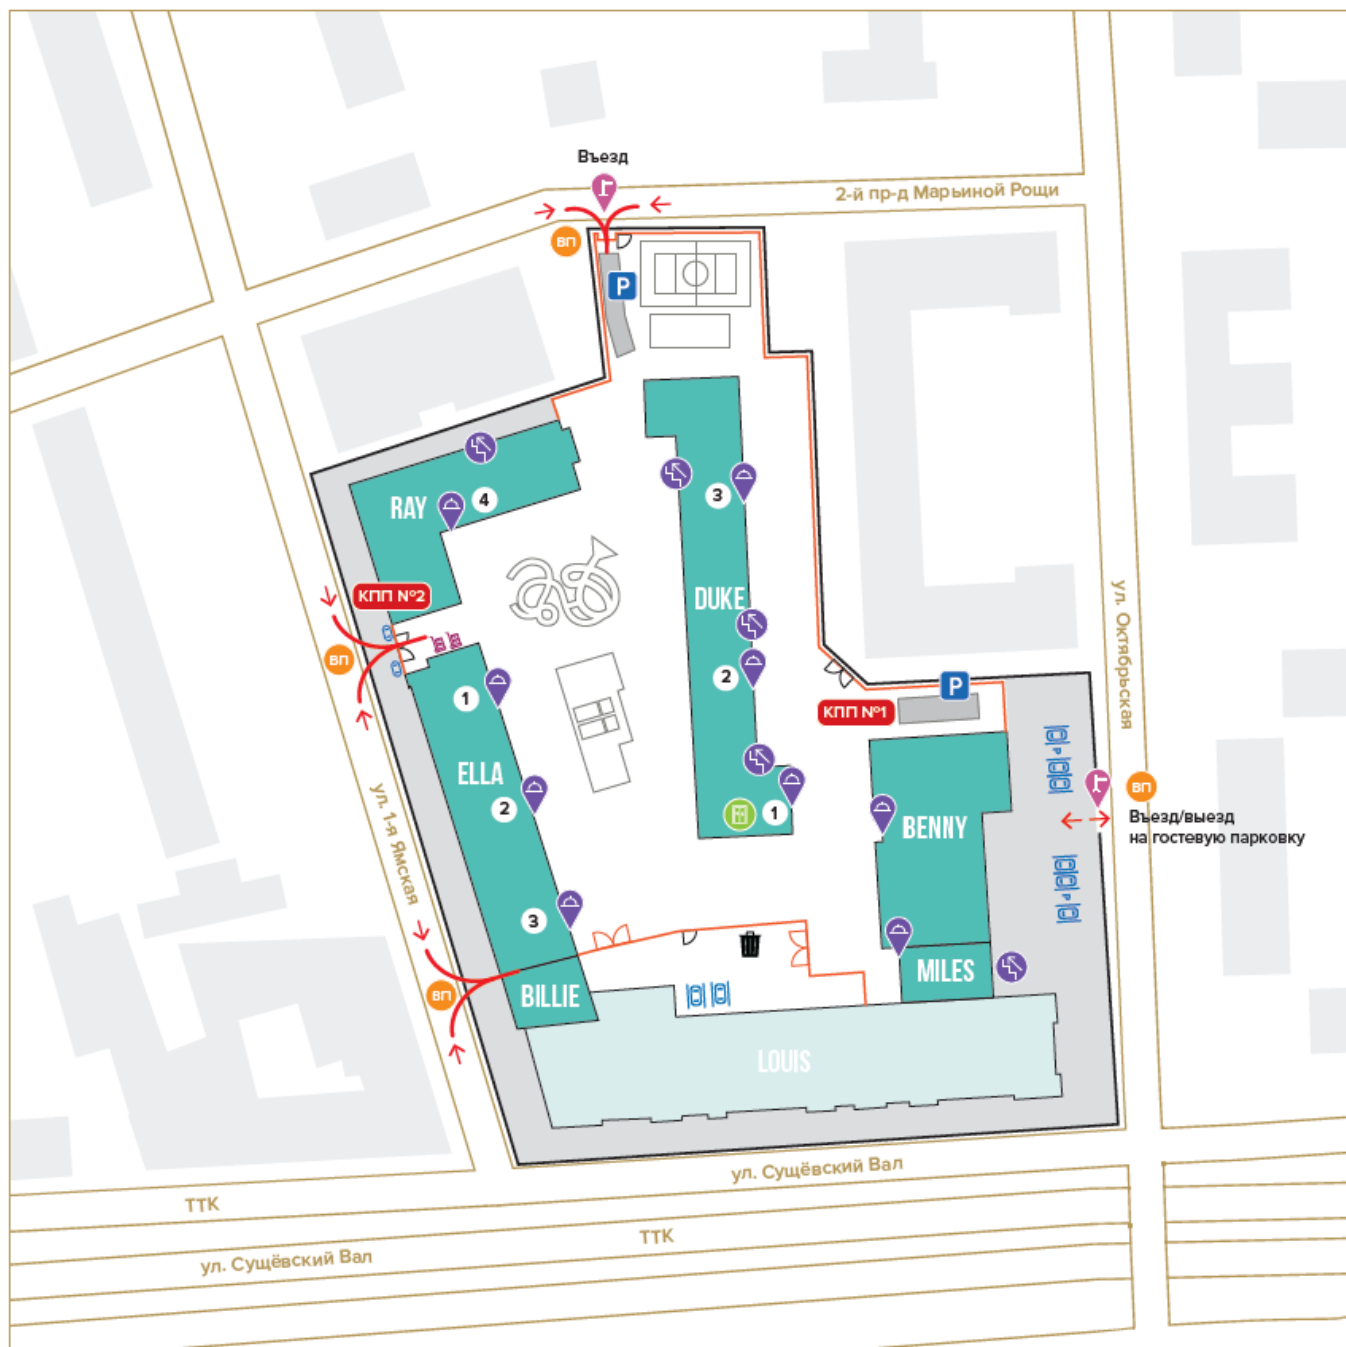 Въезд
2-й пр-д Марьиной Рощи
ВП
P
RAY
4
3
КПП №2
DUKE
ул. Октябрьская
ВП
1
2
P
КПП №1
ELLA
2
1
ВП
Въезд/выезд
на гостевую парковку
BENNY
ул. 1-я Ямская
3
P
P
MILES
ВП
BILLIE
LOUIS
ул. Сущёвский Вал
ТТК
ТТК
ул. Сущёвский Вал